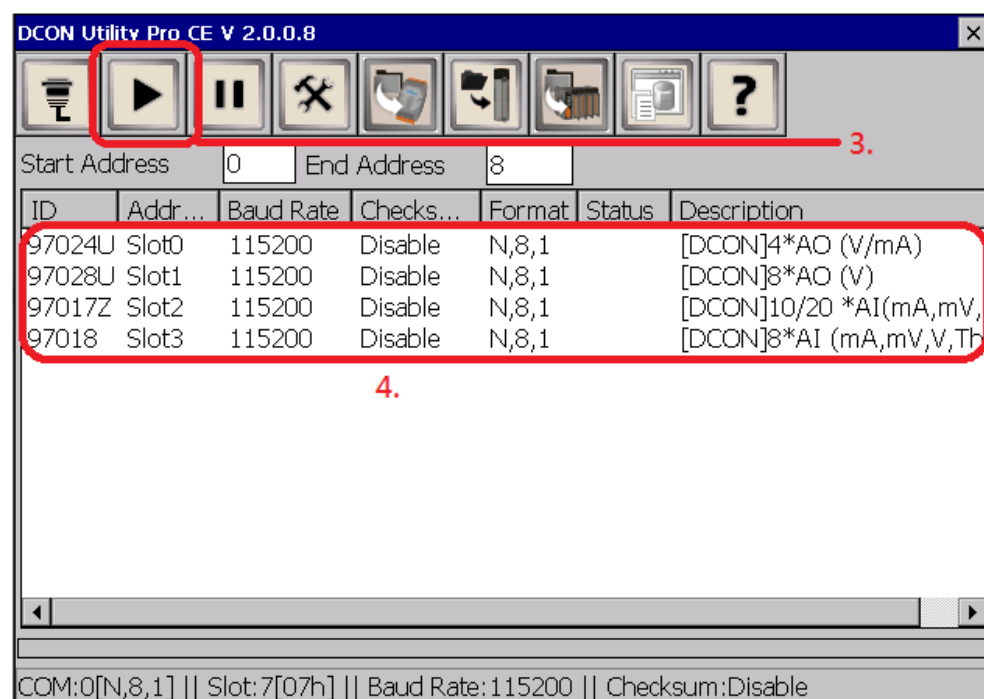 DCON Utility Pro CE V 2.0.0.8
?
3.
Start Address 0 End Address 8
ID Addr... Baud Rate Checks... Format Status Description
97024U Slot0 115200 Disable N,8,1 [DCON]4*AO (V/mA)
97028U Slot1 115200 Disable N,8,1 [DCON]8*AO (V)
97017Z Slot2 115200 Disable N,8,1 [DCON]10/20 *AI(mA,mV,
97018 Slot3 115200 Disable N,8,1 [DCON]8*AI (mA,mV,V,Th
4.
COM:0[N,8,1] || Slot:7[07h] || Baud Rate:115200 || Checksum:Disable